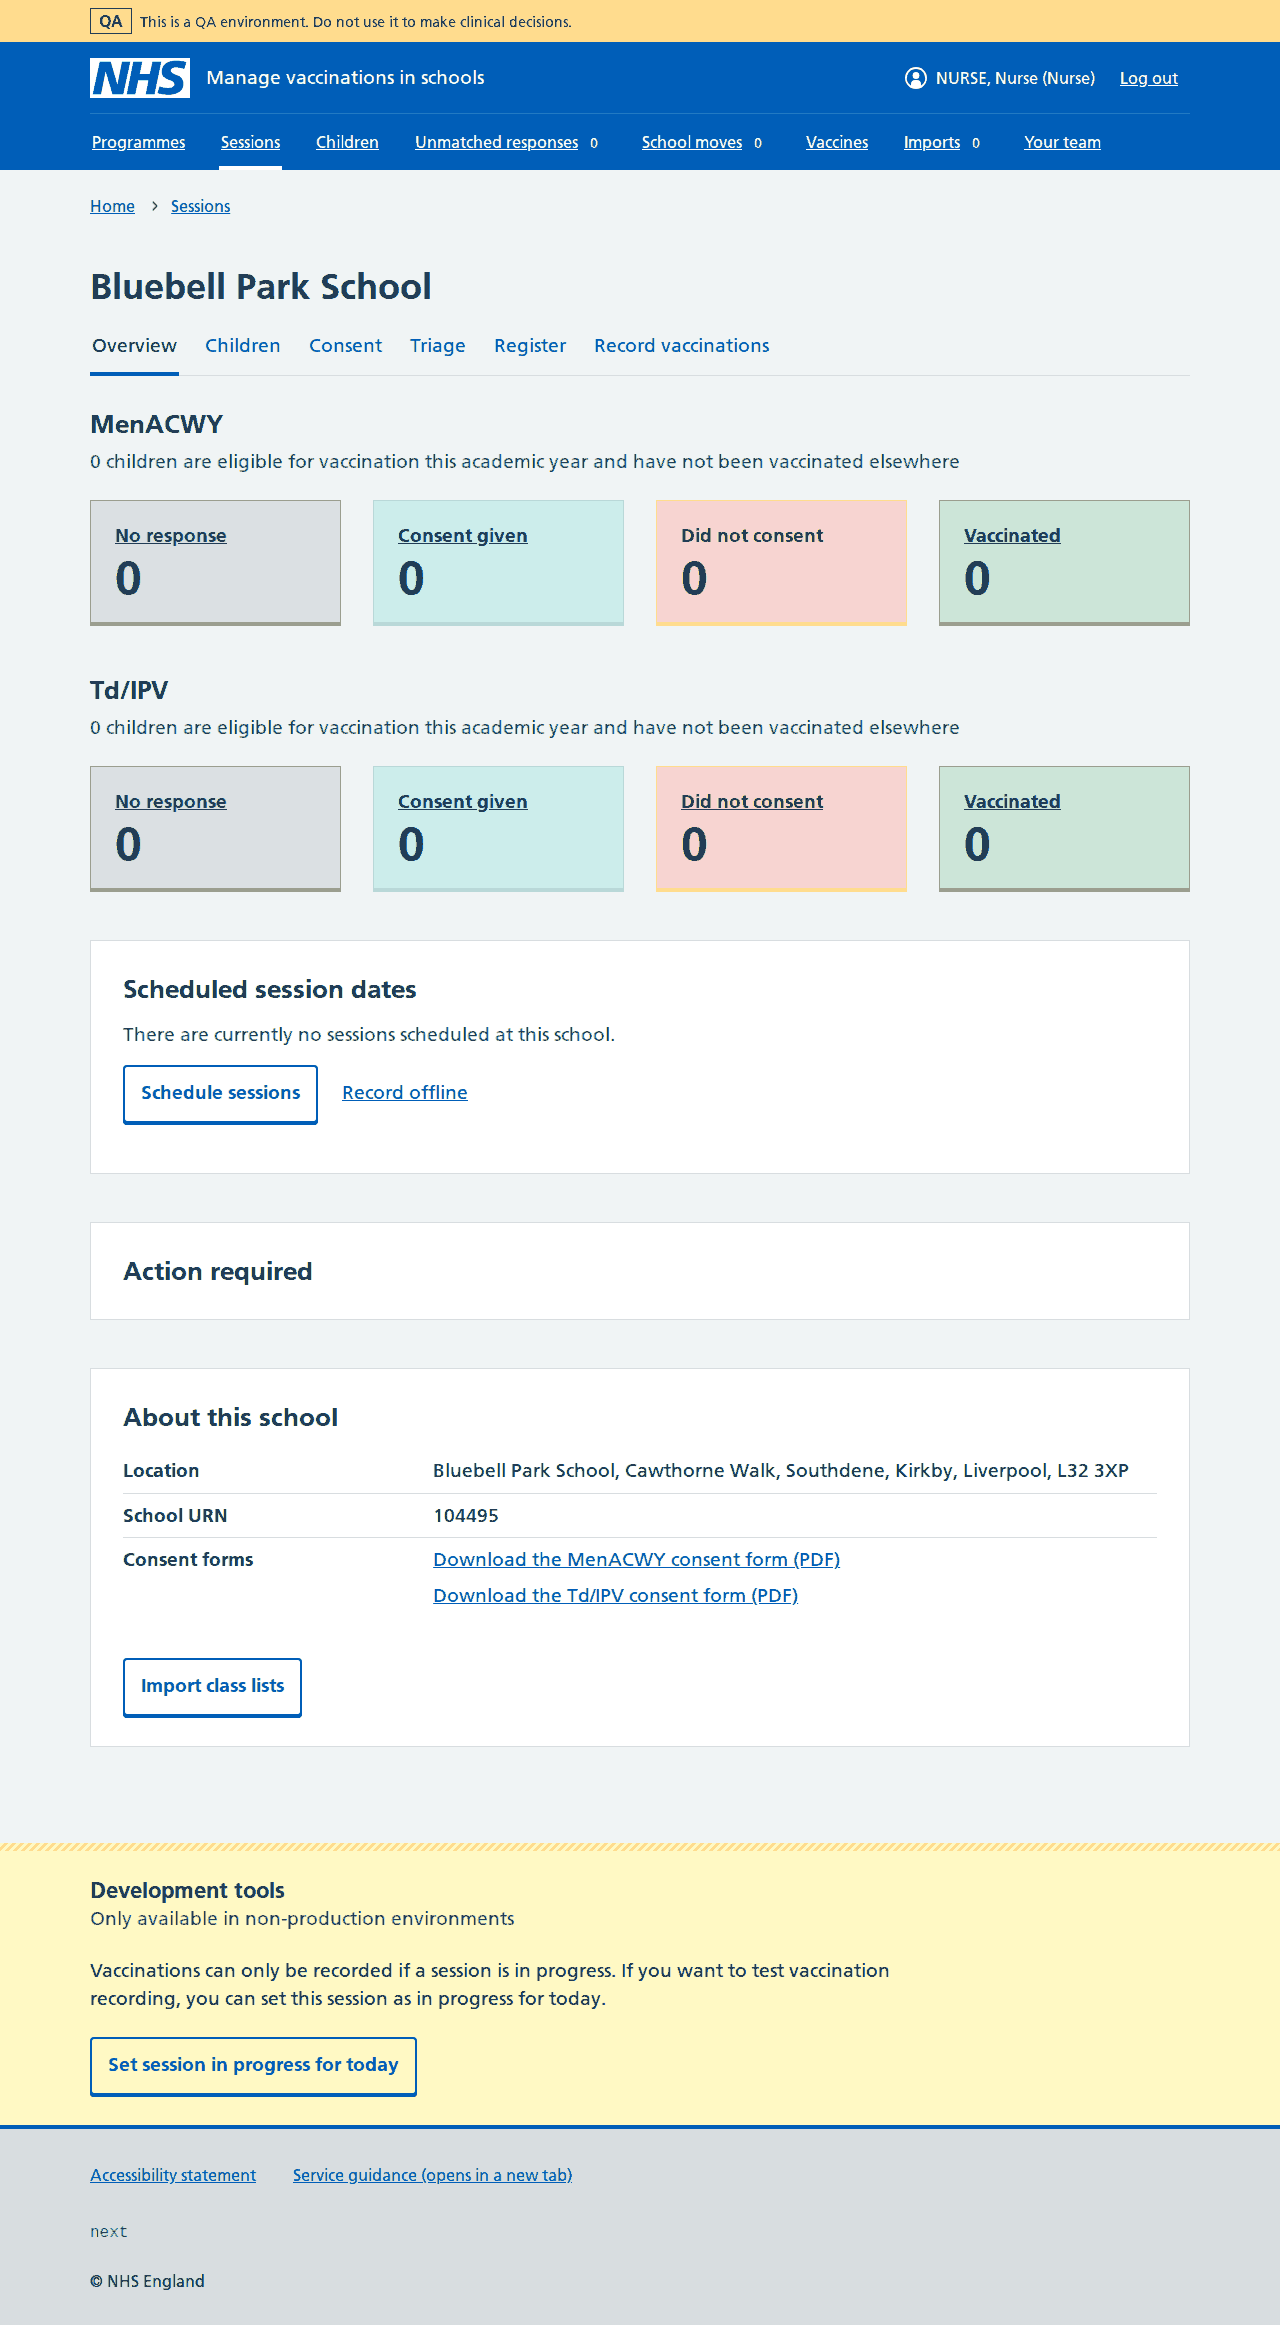 QA This is a QA environment. Do not use it to make clinical decisions.
NHS Manage vaccinations in schools NURSE, Nurse (Nurse) Log out
Programmes Sessions Children Unmatched responses 0 School moves 0 Vaccines Imports 0 Your team
Home > Sessions
Bluebell Park School
Overview Children Consent Triage Register Record vaccinations
MenACWY
0 children are eligible for vaccination this academic year and have not been vaccinated elsewhere
No response Consent given Did not consent Vaccinated
0 0 0 0
Td/IPV
0 children are eligible for vaccination this academic year and have not been vaccinated elsewhere
No response Consent given Did not consent Vaccinated
0 0 0 0
Scheduled session dates
There are currently no sessions scheduled at this school.
Schedule sessions Record offline
Action required
About this school
Location Bluebell Park School, Cawthorne Walk, Southdene, Kirkby, Liverpool, L32 3XP
School URN 104495
Consent forms Download the MenACWY consent form (PDF)
Download the Td/IPV consent form (PDF)
Import class lists
Development tools
Only available in non-production environments
Vaccinations can only be recorded if a session is in progress. If you want to test vaccination
recording, you can set this session as in progress for today.
Set session in progress for today
Accessibility statement Service guidance (opens in a new tab)
next
© NHS England